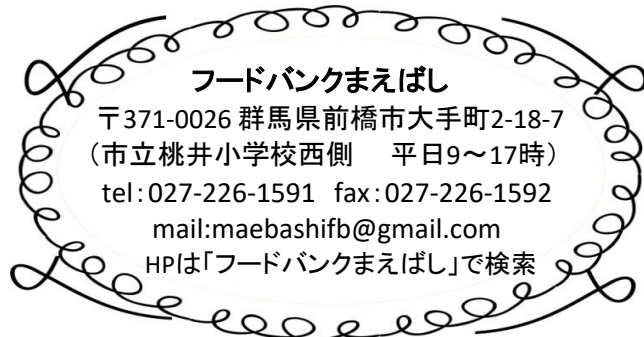 フードバンクまえばし
〒371-0026 群馬県前橋市大手町2-18-7
（市立桃井小学校西側　平日9～17時）
tel：027-226-1591 fax：027-226-1592
mail:maebashifb@gmail.com
HPは「フードバンクまえばし」で検索